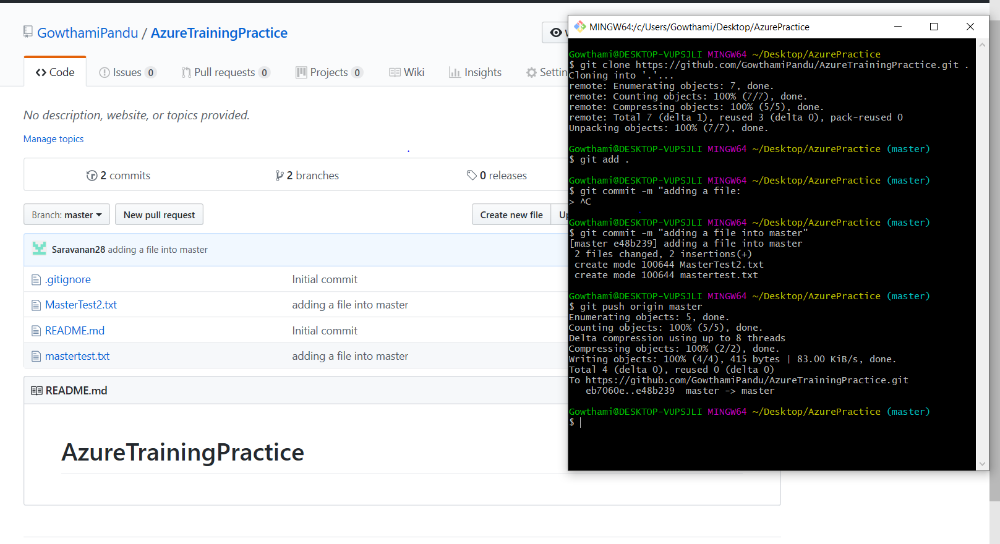 GowthamiPandu / AzureTrainingPractice
Code Issues 0 Pull requests 0 Projects 0 Wiki Insights
No description, website, or topics provided.
Manage topics
2 commits 2 branches 0 releases
Branch: master New pull request Create new file
Saravanan28 adding a file into master
.gitignore Initial commit
MasterTest2.txt adding a file into master
README.md Initial commit
mastertest.txt adding a file into master
README.md
AzureTrainingPractice
MINGW64:/c/Users/Gowthami/Desktop/AzurePractice
Gowthami@DESKTOP-VUPSJLI MINGW64 ~/Desktop/AzurePractice
$ git clone https://github.com/GowthamiPandu/AzureTrainingPractice.git .
Cloning into '.'...
remote: Enumerating objects: 7, done.
remote: Counting objects: 100% (7/7), done.
remote: Compressing objects: 100% (5/5), done.
remote: Total 7 (delta 1), reused 3 (delta 0), pack-reused 0
Unpacking objects: 100% (7/7), done.
Gowthami@DESKTOP-VUPSJLI MINGW64 ~/Desktop/AzurePractice (master)
$ git add .
Gowthami@DESKTOP-VUPSJLI MINGW64 ~/Desktop/AzurePractice (master)
$ git commit -m "adding a file:
> ^C
Gowthami@DESKTOP-VUPSJLI MINGW64 ~/Desktop/AzurePractice (master)
$ git commit -m "adding a file into master"
[master e48b239] adding a file into master
2 files changed, 2 insertions(+)
create mode 100644 MasterTest2.txt
create mode 100644 mastertest.txt
Gowthami@DESKTOP-VUPSJLI MINGW64 ~/Desktop/AzurePractice (master)
$ git push origin master
Enumerating objects: 5, done.
Counting objects: 100% (5/5), done.
Delta compression using up to 8 threads
Compressing objects: 100% (2/2), done.
Writing objects: 100% (4/4), 415 bytes | 83.00 KiB/s, done.
Total 4 (delta 0), reused 0 (delta 0)
To https://github.com/GowthamiPandu/AzureTrainingPractice.git
eb7060e..e48b239 master -> master
Gowthami@DESKTOP-VUPSJLI MINGW64 ~/Desktop/AzurePractice (master)
$